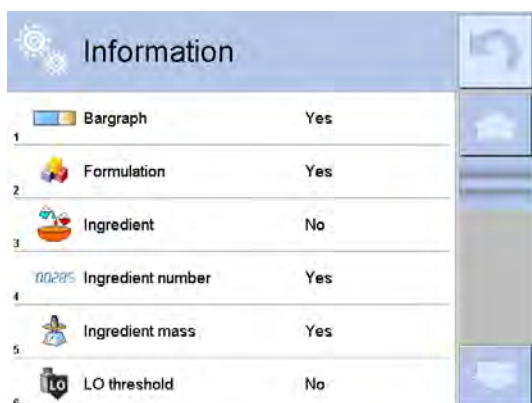 Information
1 Bargraph Yes
2 Formulation Yes
3 Ingredient No
4 00285 Ingredient number Yes
5 Ingredient mass Yes
6 LO LO threshold No